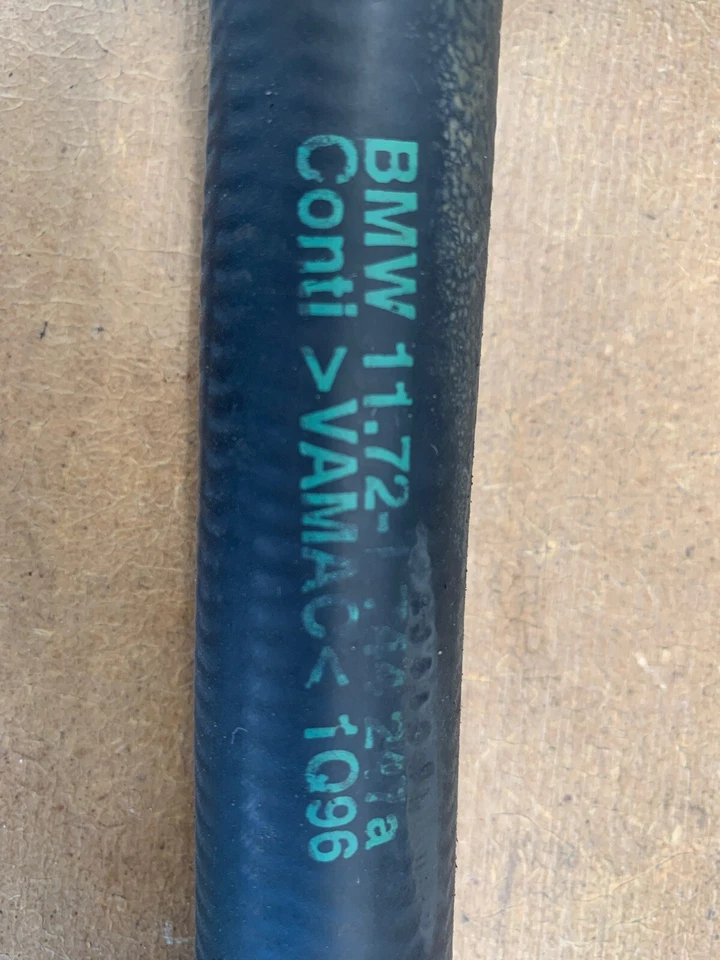 BMW 11.72-
Conti >VAMAC< 1Q96